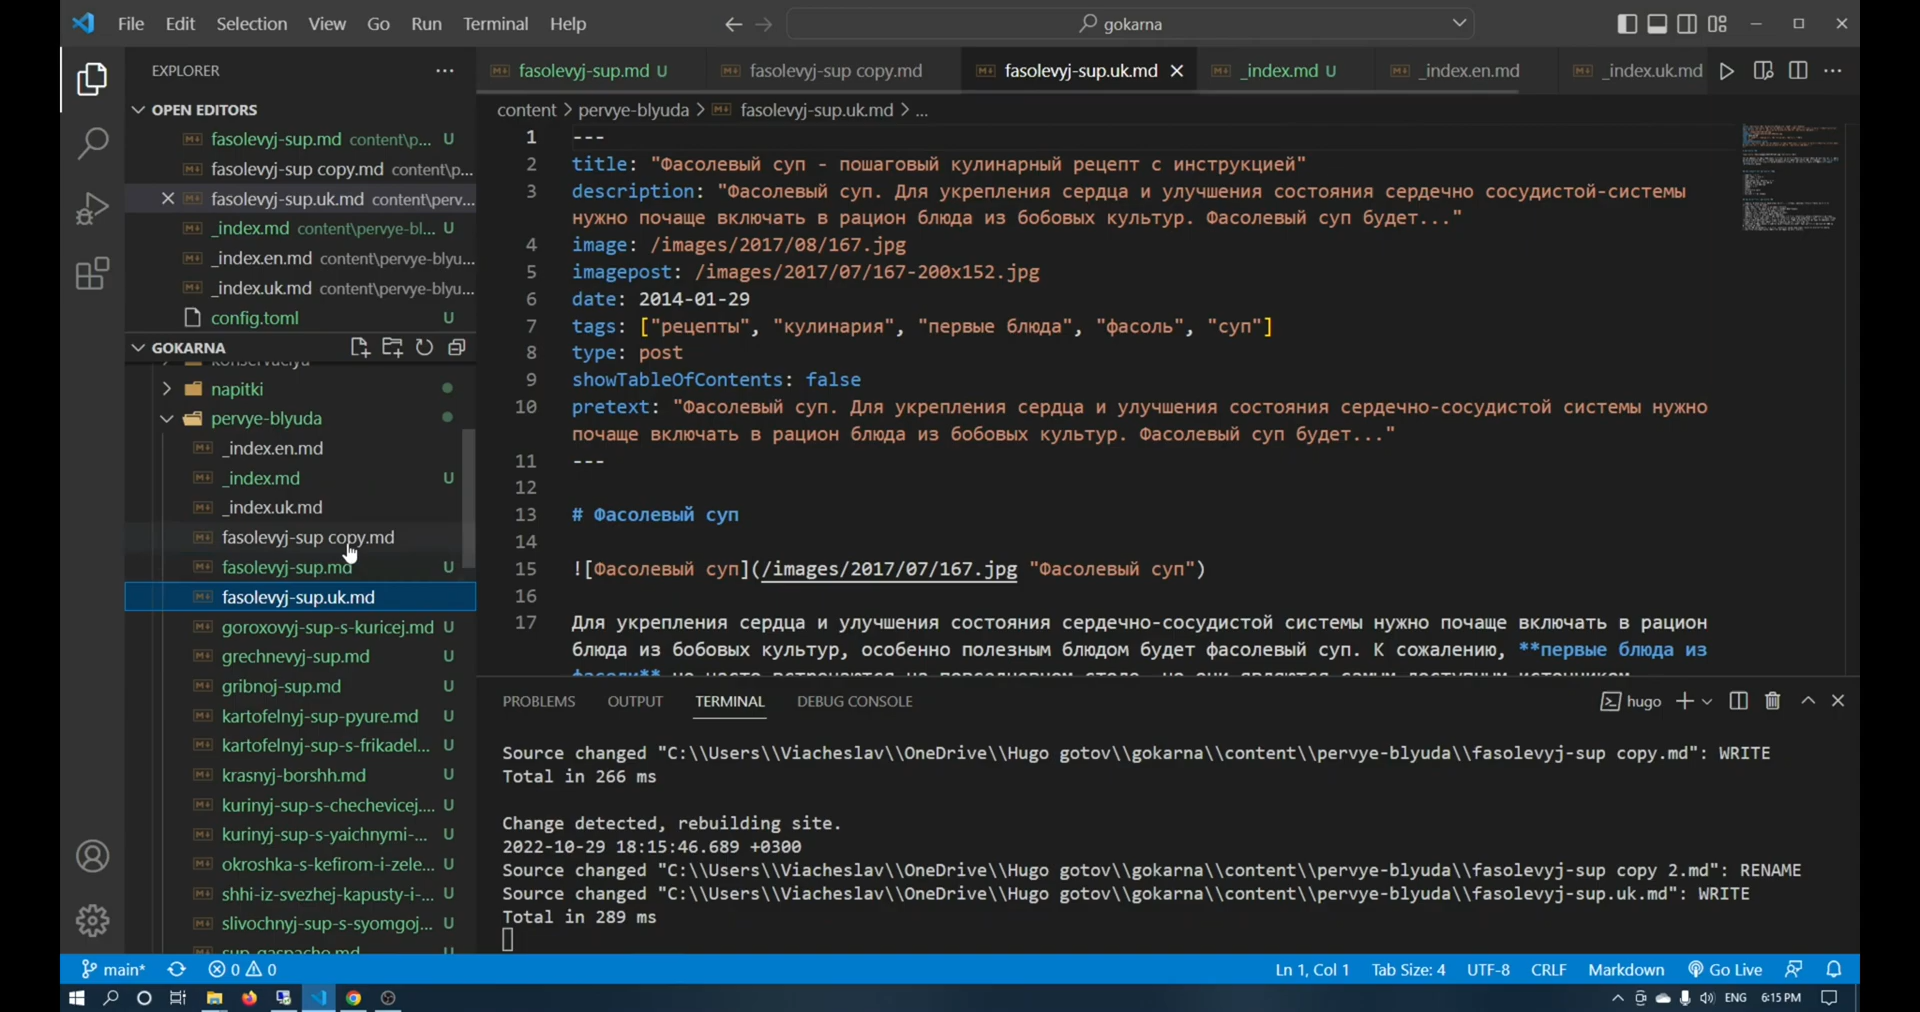 File Edit Selection View Go Run Terminal Help
gokarna
EXPLORER
OPEN EDITORS
fasolevyj-sup.md content\p... U
fasolevyj-sup copy.md content\p...
fasolevyj-sup.uk.md content\perv...
_index.md content\pervye-bl... U
_index.en.md content\pervye-blyu...
_index.uk.md content\pervye-blyu...
config.toml U
GOKARNA
napitki
pervye-blyuda
_index.en.md
_index.md U
_index.uk.md
fasolevyj-sup copy.md
fasolevyj-sup.md U
fasolevyj-sup.uk.md
goroxovyj-sup-s-kuricej.md U
grechnevyj-sup.md U
gribnoj-sup.md U
kartofelnyj-sup-pyure.md U
kartofelnyj-sup-s-frikadel... U
krasnyj-borshh.md U
kurinyj-sup-s-chechevicej.... U
kurinyj-sup-s-yaichnymi-... U
okroshka-s-kefirom-i-zele... U
shhi-iz-svezhej-kapusty-i-... U
slivochnyj-sup-s-syomgoj... U
sup-gaspacho.md U
fasolevyj-sup.md U fasolevyj-sup copy.md fasolevyj-sup.uk.md _index.md U _index.en.md _index.uk.md
content > pervye-blyuda > fasolevyj-sup.uk.md > ...
1 ---
2 title: "Фасолевый суп - пошаговый кулинарный рецепт с инструкцией"
3 description: "Фасолевый суп. Для укрепления сердца и улучшения состояния сердечно сосудистой-системы
нужно почаще включать в рацион блюда из бобовых культур. Фасолевый суп будет..."
4 image: /images/2017/08/167.jpg
5 imagepost: /images/2017/07/167-200x152.jpg
6 date: 2014-01-29
7 tags: ["рецепты", "кулинария", "первые блюда", "фасоль", "суп"]
8 type: post
9 showTableOfContents: false
10 pretext: "Фасолевый суп. Для укрепления сердца и улучшения состояния сердечно-сосудистой системы нужно
почаще включать в рацион блюда из бобовых культур. Фасолевый суп будет..."
11 ---
12
13 # Фасолевый суп
14
15 ![Фасолевый суп](/images/2017/07/167.jpg "Фасолевый суп")
16
17 Для укрепления сердца и улучшения состояния сердечно-сосудистой системы нужно почаще включать в рацион
блюда из бобовых культур, особенно полезным блюдом будет фасолевый суп. К сожалению, **первые блюда из
PROBLEMS OUTPUT TERMINAL DEBUG CONSOLE hugo
Source changed "C:\\Users\\Viacheslav\\OneDrive\\Hugo gotov\\gokarna\\content\\pervye-blyuda\\fasolevyj-sup copy.md": WRITE
Total in 266 ms
Change detected, rebuilding site.
2022-10-29 18:15:46.689 +0300
Source changed "C:\\Users\\Viacheslav\\OneDrive\\Hugo gotov\\gokarna\\content\\pervye-blyuda\\fasolevyj-sup copy 2.md": RENAME
Source changed "C:\\Users\\Viacheslav\\OneDrive\\Hugo gotov\\gokarna\\content\\pervye-blyuda\\fasolevyj-sup.uk.md": WRITE
Total in 289 ms
main* 0 0 Ln 1, Col 1 Tab Size: 4 UTF-8 CRLF Markdown Go Live
ENG 6:15 PM